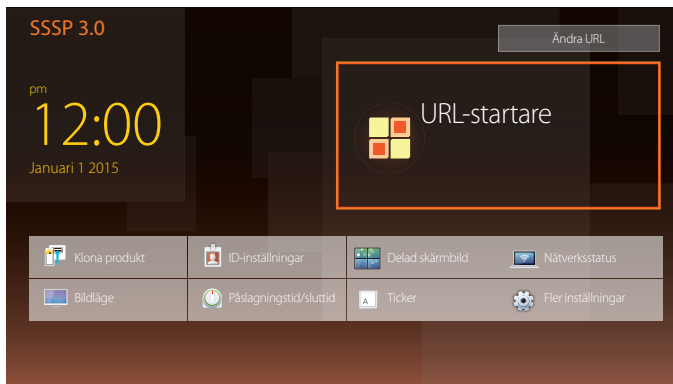 SSSP 3.0
Ändra URL
pm
12:00
Januari 1 2015
URL-startare
Klona produkt
ID-inställningar
Delad skärmbild
Nätverksstatus
Bildläge
Påslagningstid/sluttid
A
Ticker
Fler inställningar